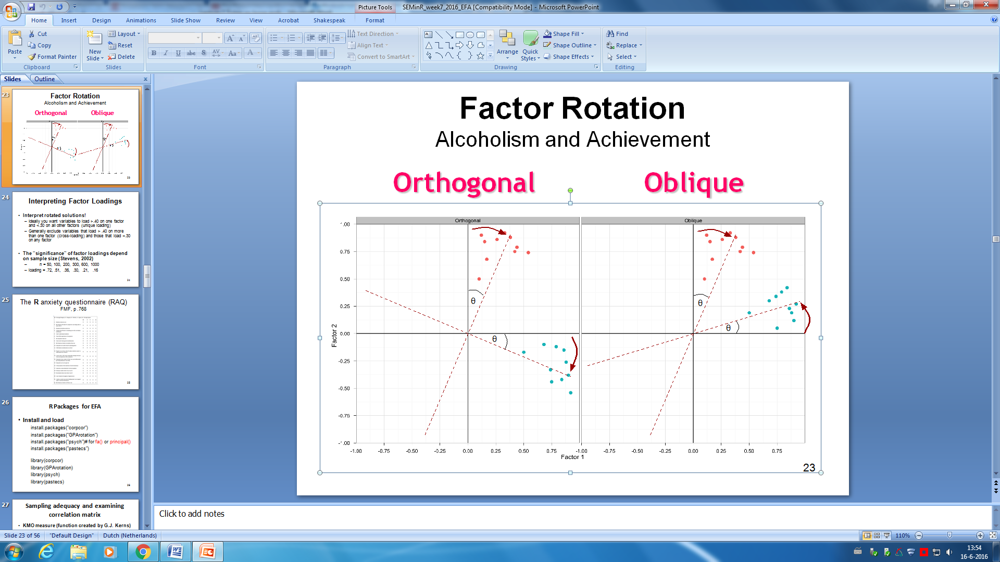 SEMinR_week7_2016_EFA [Compatibility Mode] - Microsoft PowerPoint
Picture Tools
Home Insert Design Animations Slide Show Review View Acrobat Shakespeak Format
Paste
Cut
Copy
Format Painter
Clipboard
New Slide
Layout
Reset
Delete
Slides
B I U abc S AV Aa A
Font
Text Direction
Align Text
Convert to SmartArt
Paragraph
Arrange
Quick Styles
Shape Fill
Shape Outline
Shape Effects
Drawing
Find
Replace
Select
Editing
Slides Outline x
23
Factor Rotation
Alcoholism and Achievement
Orthogonal Oblique
23
24
Interpreting Factor Loadings
• Interpret rotated solutions!
– Ideally you want variables to load >.40 on one factor
and <.30 on all other factors (unique loading)
– Generally exclude variables that load > .40 on more
than one factor (cross-loading) and those that load <.30
on any factor
• The "significance" of factor loadings depend
on sample size (Stevens, 2002)
– n = 50, 100, 200, 300, 600, 1000
– loading = .72, .51, .36, .30, .21, .16
24
25
The R anxiety questionnaire (RAQ)
FMF, p .768
25
26
R Packages for EFA
• Install and load
install.packages("corpcor")
install.packages("GPArotation")
install.packages("psych")# for fa() or principal()
install.packages("pastecs")
library(corpcor)
library(GPArotation)
library(psych)
library(pastecs)
26
27
Sampling adequacy and examining
correlation matrix
• KMO measure (function created by G.J. Kerns)
Factor Rotation
Alcoholism and Achievement
Orthogonal Oblique
Orthogonal Oblique
1.00
0.75
0.50
0.25
0.00
-0.25
-0.50
-0.75
-1.00
Factor 2
θ θ
θ θ
-1.00 -0.75 -0.50 -0.25 0.00 0.25 0.50 0.75 -1.00 -0.75 -0.50 -0.25 0.00 0.25 0.50 0.75
Factor 1
23
Click to add notes
Slide 23 of 56 "Default Design" Dutch (Netherlands) 110%
13:54
16-6-2016